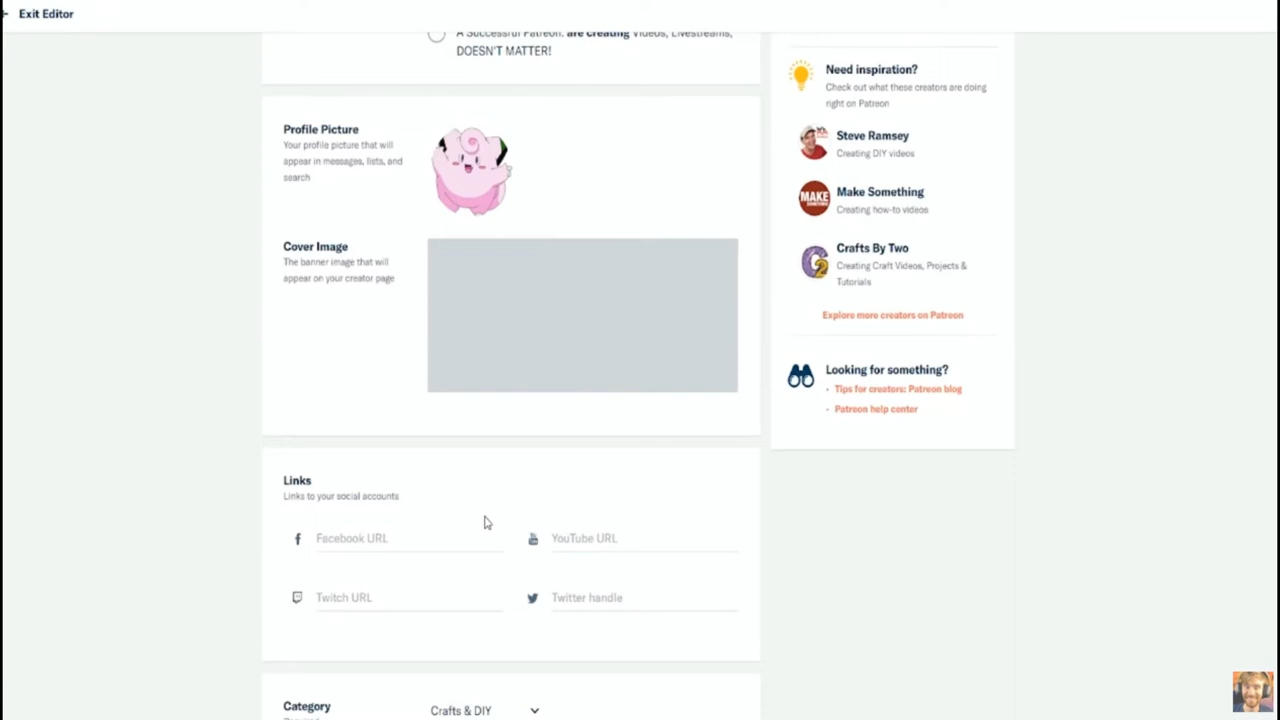 Exit Editor
A Successful Patreon. are creating Videos, Livestreams,
DOESN'T MATTER!
Profile Picture
Your profile picture that will
appear in messages, lists, and
search
Cover Image
The banner image that will
appear on your creator page
Links
Links to your social accounts
Facebook URL
YouTube URL
Twitch URL
Twitter handle
Category
Required
Crafts & DIY
Need inspiration?
Check out what these creators are doing
right on Patreon
Steve Ramsey
Creating DIY videos
MAKE
SOMETHING
Make Something
Creating how-to videos
C2
Crafts By Two
Creating Craft Videos, Projects &
Tutorials
Explore more creators on Patreon
Looking for something?
• Tips for creators: Patreon blog
• Patreon help center